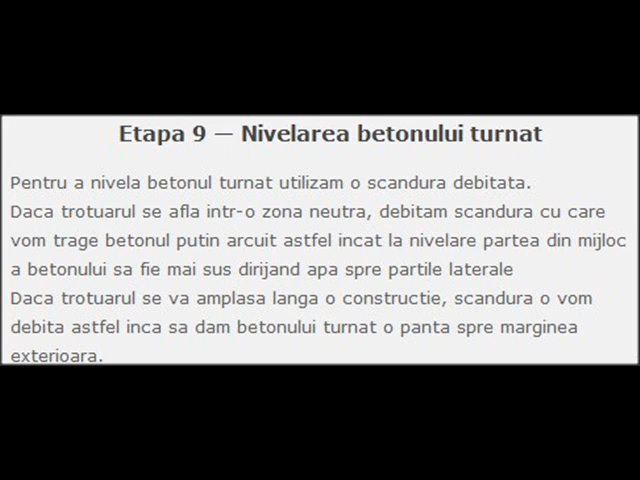 Etapa 9 — Nivelarea betonului turnat
Pentru a nivela betonul turnat utilizam o scandura debitata.
Daca trotuarul se afla intr-o zona neutra, debitam scandura cu care
vom trage betonul putin arcuit astfel incat la nivelare partea din mijloc
a betonului sa fie mai sus dirijand apa spre partile laterale
Daca trotuarul se va amplasa langa o constructie, scandura o vom
debita astfel inca sa dam betonului turnat o panta spre marginea
exterioara.